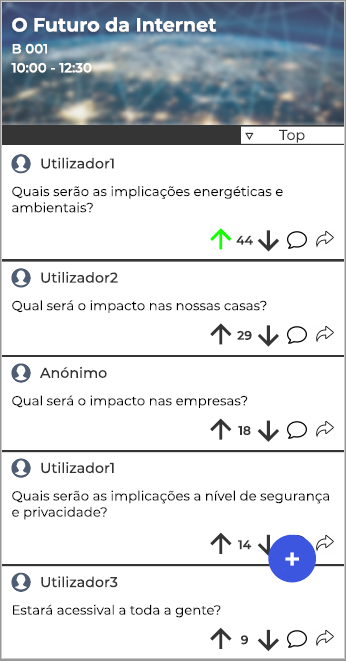 O Futuro da Internet
B 001
10:00 - 12:30
Top
Utilizador1
Quais serão as implicações energéticas e
ambientais?
44
Utilizador2
Qual será o impacto nas nossas casas?
29
Anónimo
Qual será o impacto nas empresas?
18
Utilizador1
Quais serão as implicações a nível de segurança
e privacidade?
14
+
Utilizador3
Estará acessival a toda a gente?
9